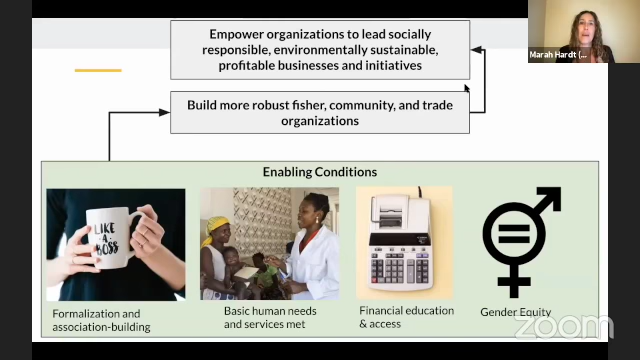 Empower organizations to lead socially
responsible, environmentally sustainable,
profitable businesses and initiatives
Marah Hardt (...
Build more robust fisher, community, and trade
organizations
Enabling Conditions
LIKE
A
BOSS
Formalization and
association-building
Basic human needs
and services met
Financial education
& access
Gender Equity
zoom